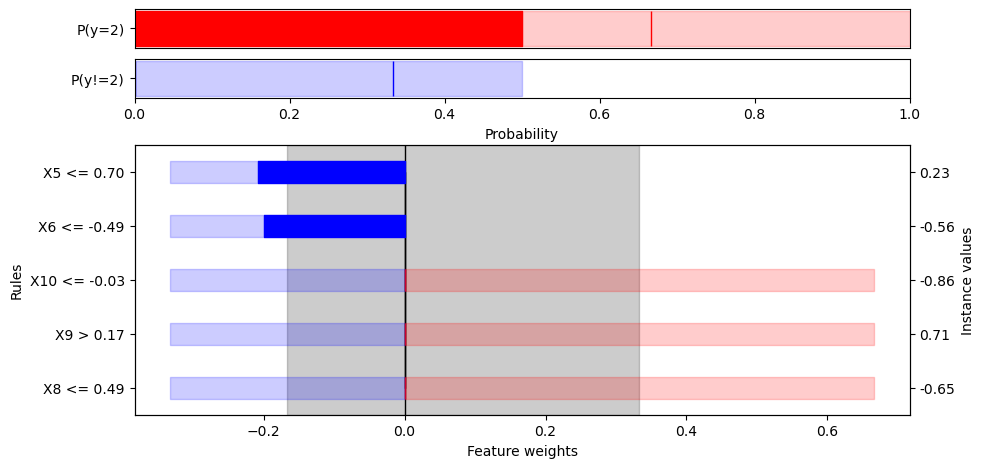 P(y=2)
P(y!=2)
0.0 0.2 0.4 0.6 0.8 1.0
Probability
Rules
X5 <= 0.70 0.23
X6 <= -0.49 -0.56
X10 <= -0.03 -0.86
X9 > 0.17 0.71
X8 <= 0.49 -0.65
Instance values
−0.2 0.0 0.2 0.4 0.6
Feature weights